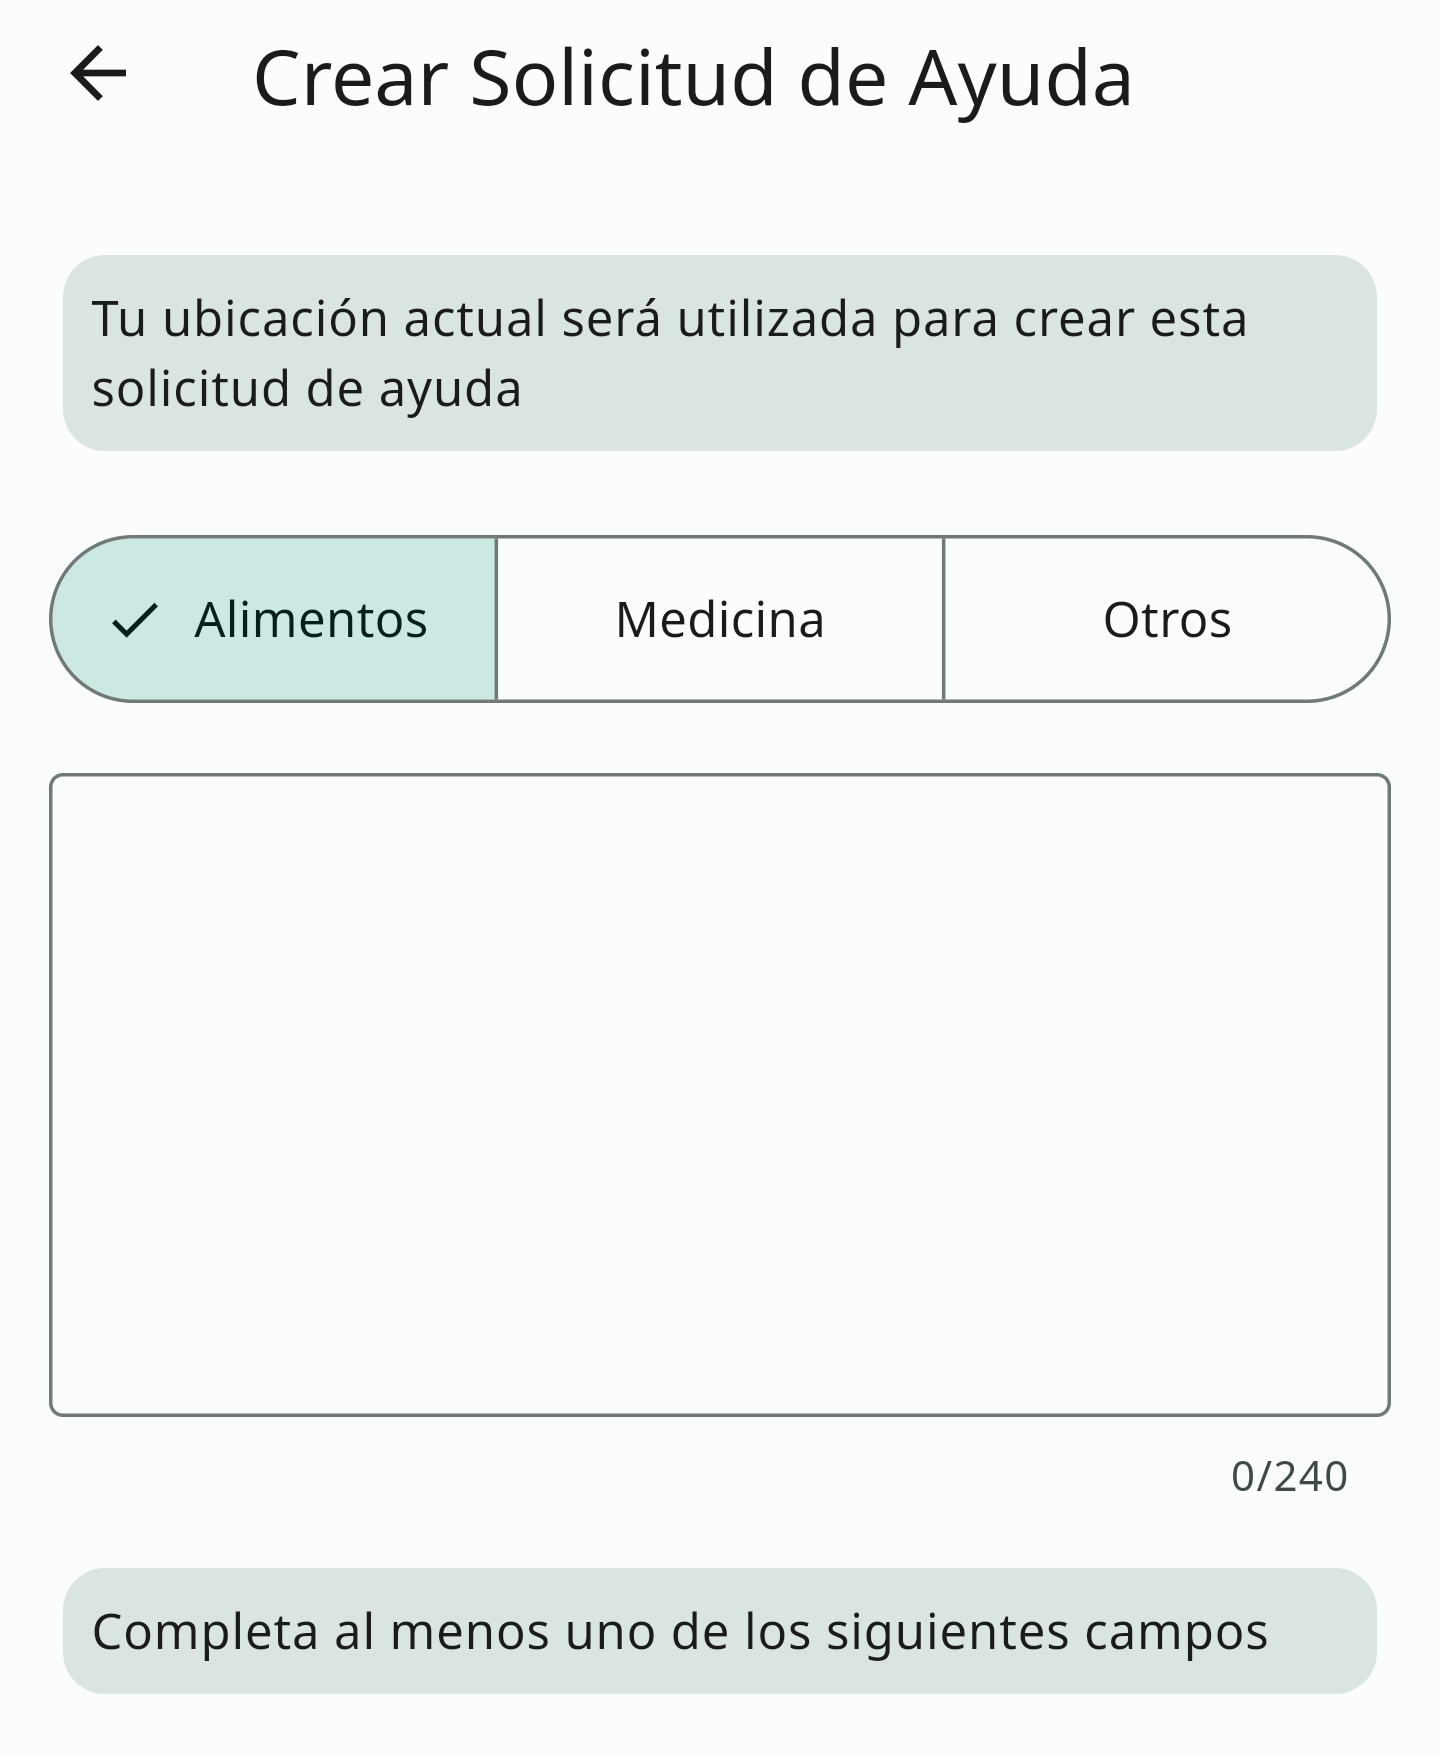 Crear Solicitud de Ayuda
Tu ubicación actual será utilizada para crear esta
solicitud de ayuda
Alimentos
Medicina
Otros
0/240
Completa al menos uno de los siguientes campos